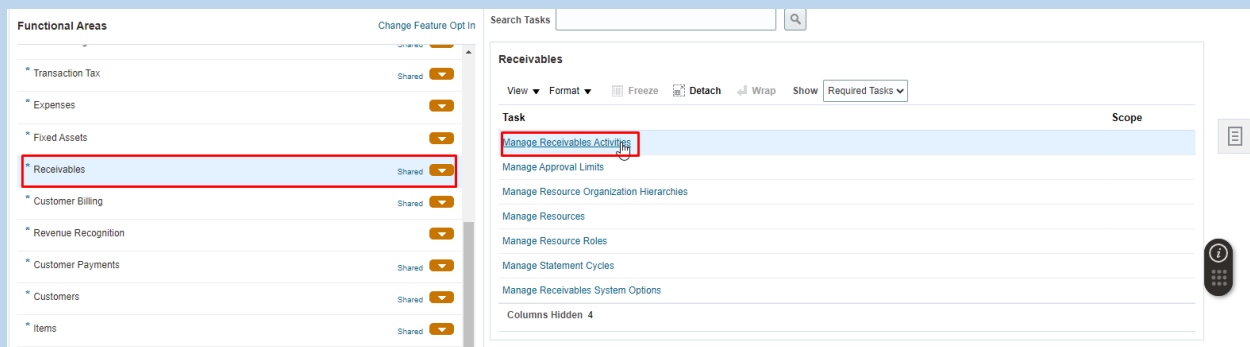 Functional Areas
Change Feature Opt In
Shared
* Transaction Tax
Shared
* Expenses
* Fixed Assets
* Receivables
Shared
* Customer Billing
Shared
* Revenue Recognition
* Customer Payments
Shared
* Customers
Shared
* Items
Shared
Search Tasks
Receivables
View Format Freeze Detach Wrap Show Required Tasks
Task Scope
Manage Receivables Activities
Manage Approval Limits
Manage Resource Organization Hierarchies
Manage Resources
Manage Resource Roles
Manage Statement Cycles
Manage Receivables System Options
Columns Hidden 4